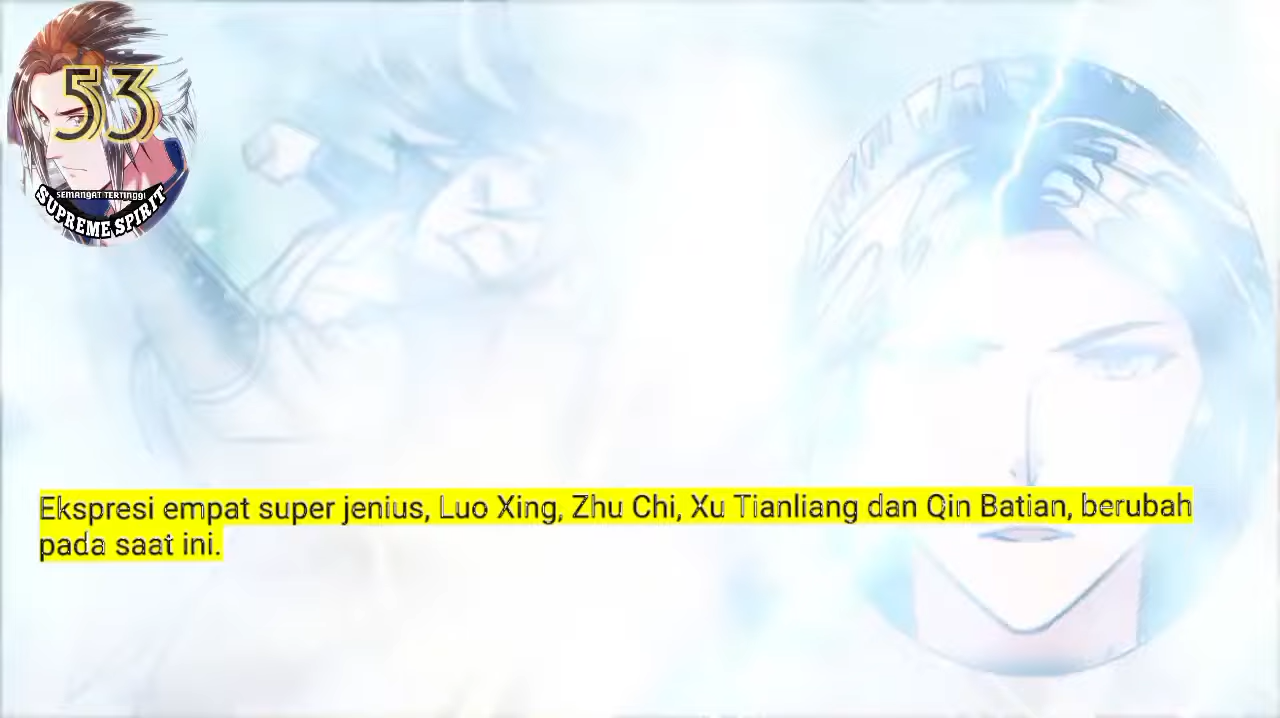 53
SEMANGAT TERTINGGI
SUPREME SPIRIT
Ekspresi empat super jenius, Luo Xing, Zhu Chi, Xu Tianliang dan Qin Batian, berubah
pada saat ini.